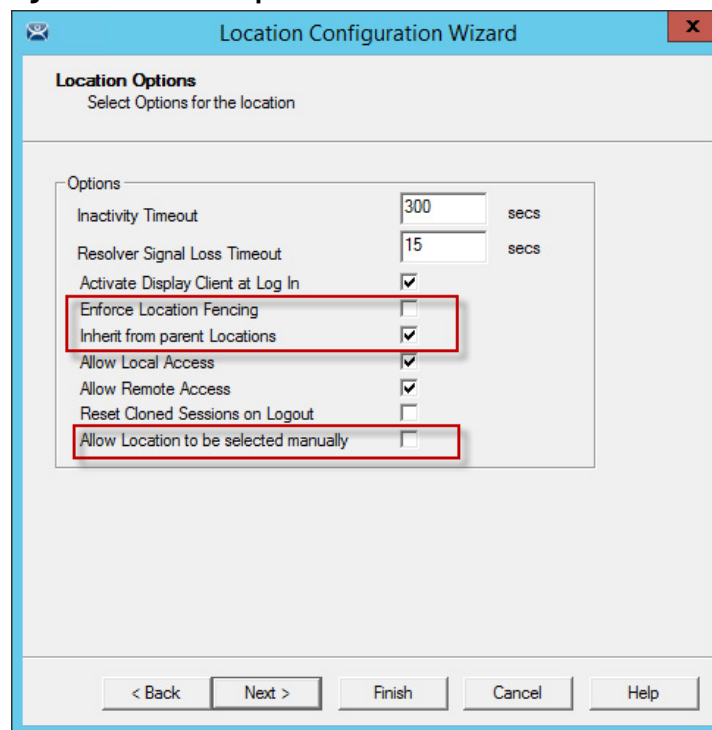 Location Configuration Wizard
x
Location Options
Select Options for the location
Options
Inactivity Timeout 300 secs
Resolver Signal Loss Timeout 15 secs
Activate Display Client at Log In
Enforce Location Fencing
Inherit from parent Locations
Allow Local Access
Allow Remote Access
Reset Cloned Sessions on Logout
Allow Location to be selected manually
< Back Next > Finish Cancel Help